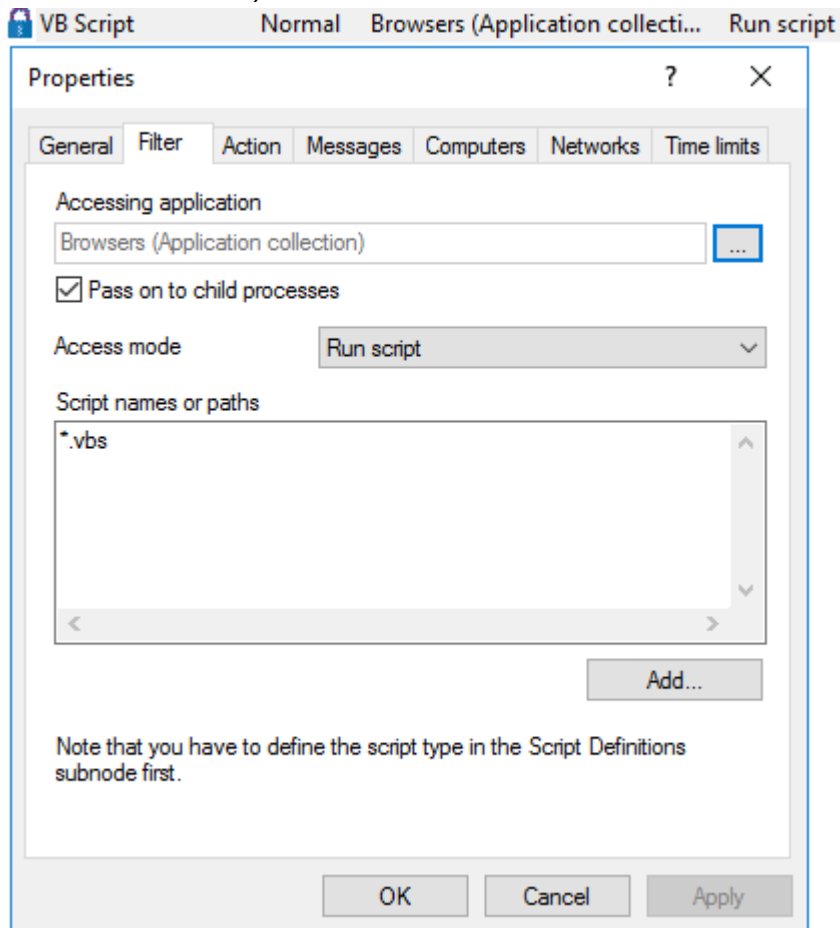 VB Script Normal Browsers (Application collecti... Run script
Properties ? ×
General Filter Action Messages Computers Networks Time limits
Accessing application
Browsers (Application collection) ...
Pass on to child processes
Access mode Run script
Script names or paths
*.vbs
Add...
Note that you have to define the script type in the Script Definitions
subnode first.
OK Cancel Apply